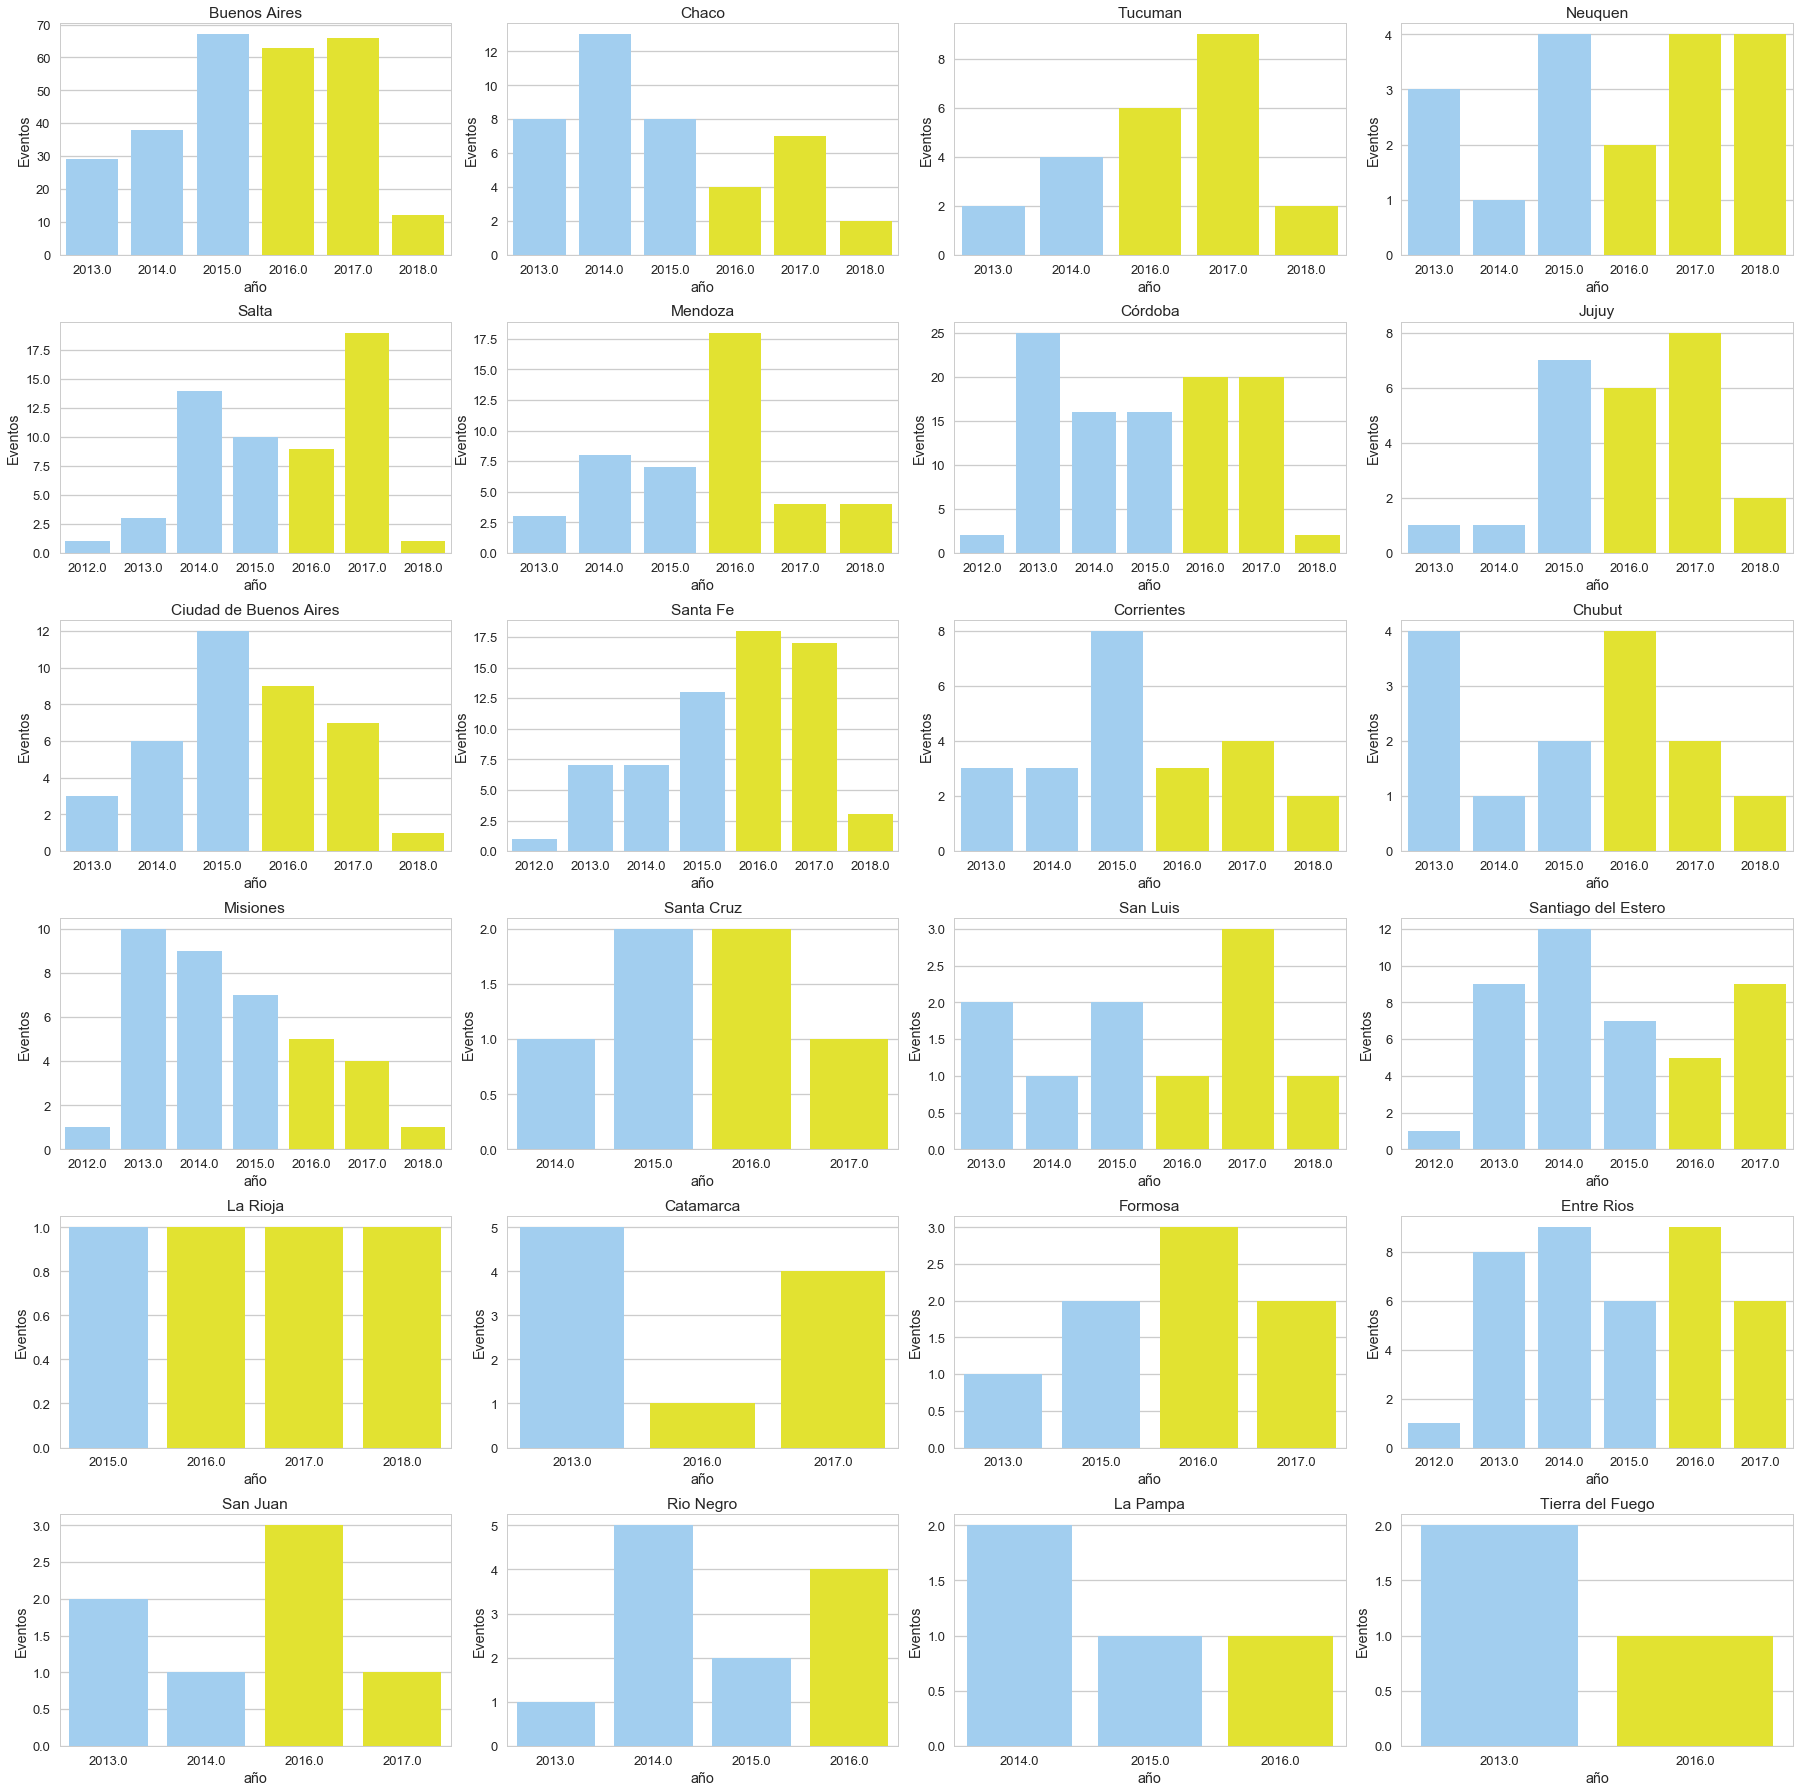 Buenos Aires
70
60
50
40
30
20
10
0
Eventos
2013.0 2014.0 2015.0 2016.0 2017.0 2018.0
año
Chaco
12
10
8
6
4
2
0
Eventos
2013.0 2014.0 2015.0 2016.0 2017.0 2018.0
año
Tucuman
8
6
4
2
0
Eventos
2013.0 2014.0 2016.0 2017.0 2018.0
año
Neuquen
4
3
2
1
0
Eventos
2013.0 2014.0 2015.0 2016.0 2017.0 2018.0
año
Salta
17.5
15.0
12.5
10.0
7.5
5.0
2.5
0.0
Eventos
2012.0 2013.0 2014.0 2015.0 2016.0 2017.0 2018.0
año
Mendoza
17.5
15.0
12.5
10.0
7.5
5.0
2.5
0.0
Eventos
2013.0 2014.0 2015.0 2016.0 2017.0 2018.0
año
Córdoba
25
20
15
10
5
0
Eventos
2012.0 2013.0 2014.0 2015.0 2016.0 2017.0 2018.0
año
Jujuy
8
6
4
2
0
Eventos
2013.0 2014.0 2015.0 2016.0 2017.0 2018.0
año
Ciudad de Buenos Aires
12
10
8
6
4
2
0
Eventos
2013.0 2014.0 2015.0 2016.0 2017.0 2018.0
año
Santa Fe
17.5
15.0
12.5
10.0
7.5
5.0
2.5
0.0
Eventos
2012.0 2013.0 2014.0 2015.0 2016.0 2017.0 2018.0
año
Corrientes
8
6
4
2
0
Eventos
2013.0 2014.0 2015.0 2016.0 2017.0 2018.0
año
Chubut
4
3
2
1
0
Eventos
2013.0 2014.0 2015.0 2016.0 2017.0 2018.0
año
Misiones
10
8
6
4
2
0
Eventos
2012.0 2013.0 2014.0 2015.0 2016.0 2017.0 2018.0
año
Santa Cruz
2.0
1.5
1.0
0.5
0.0
Eventos
2014.0 2015.0 2016.0 2017.0
año
San Luis
3.0
2.5
2.0
1.5
1.0
0.5
0.0
Eventos
2013.0 2014.0 2015.0 2016.0 2017.0 2018.0
año
Santiago del Estero
12
10
8
6
4
2
0
Eventos
2012.0 2013.0 2014.0 2015.0 2016.0 2017.0
año
La Rioja
1.0
0.8
0.6
0.4
0.2
0.0
Eventos
2015.0 2016.0 2017.0 2018.0
año
Catamarca
5
4
3
2
1
0
Eventos
2013.0 2016.0 2017.0
año
Formosa
3.0
2.5
2.0
1.5
1.0
0.5
0.0
Eventos
2013.0 2015.0 2016.0 2017.0
año
Entre Rios
8
6
4
2
0
Eventos
2012.0 2013.0 2014.0 2015.0 2016.0 2017.0
año
San Juan
3.0
2.5
2.0
1.5
1.0
0.5
0.0
Eventos
2013.0 2014.0 2016.0 2017.0
año
Rio Negro
5
4
3
2
1
0
Eventos
2013.0 2014.0 2015.0 2016.0
año
La Pampa
2.0
1.5
1.0
0.5
0.0
Eventos
2014.0 2015.0 2016.0
año
Tierra del Fuego
2.0
1.5
1.0
0.5
0.0
Eventos
2013.0 2016.0
año